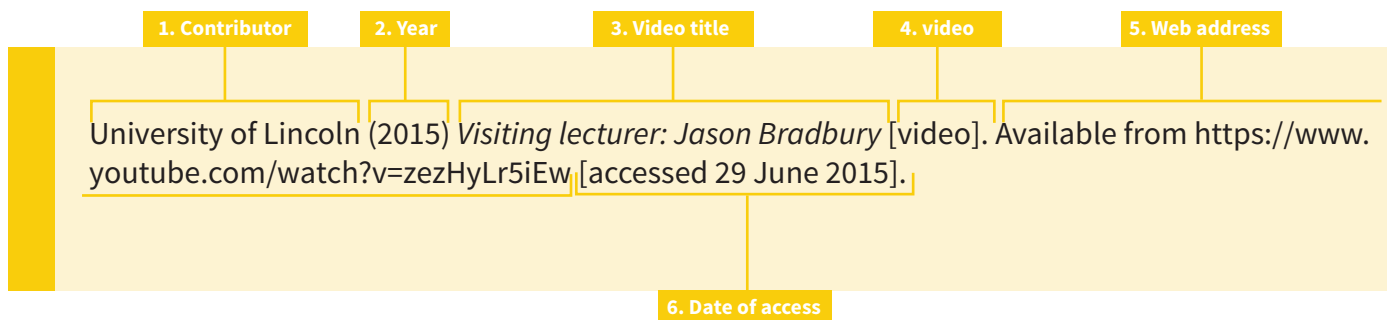 1. Contributor 2. Year 3. Video title 4. video 5. Web address
University of Lincoln (2015) Visiting lecturer: Jason Bradbury [video]. Available from https://www.
youtube.com/watch?v=zezHyLr5iEw [accessed 29 June 2015].
6. Date of access